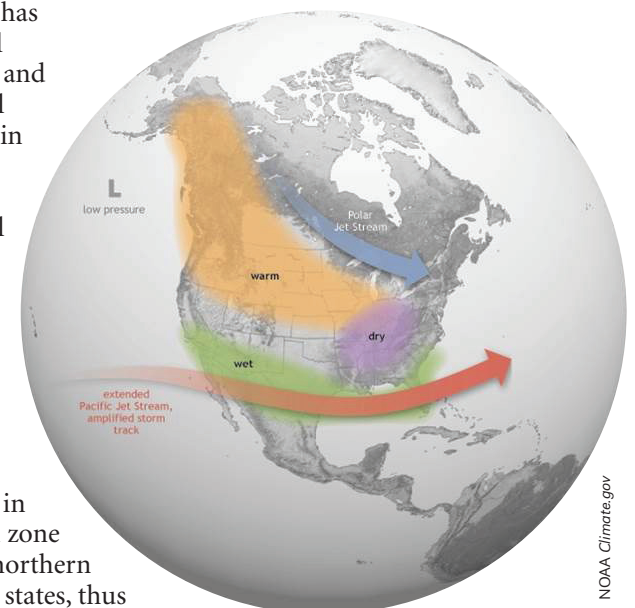 has
and
in
L
low pressure
Polar
Jet Stream
warm
dry
wet
extended
Pacific Jet Stream,
amplified storm
track
in
zone
northern
states, thus
NOAA Climate.gov